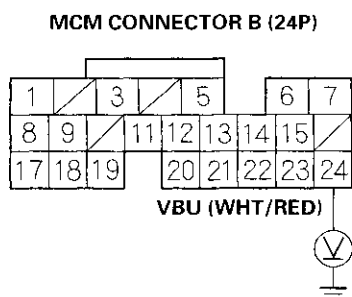 MCM CONNECTOR B (24P)
1 3 5 6 7
8 9 11 12 13 14 15
17 18 19 20 21 22 23 24
VBU (WHT/RED)
V